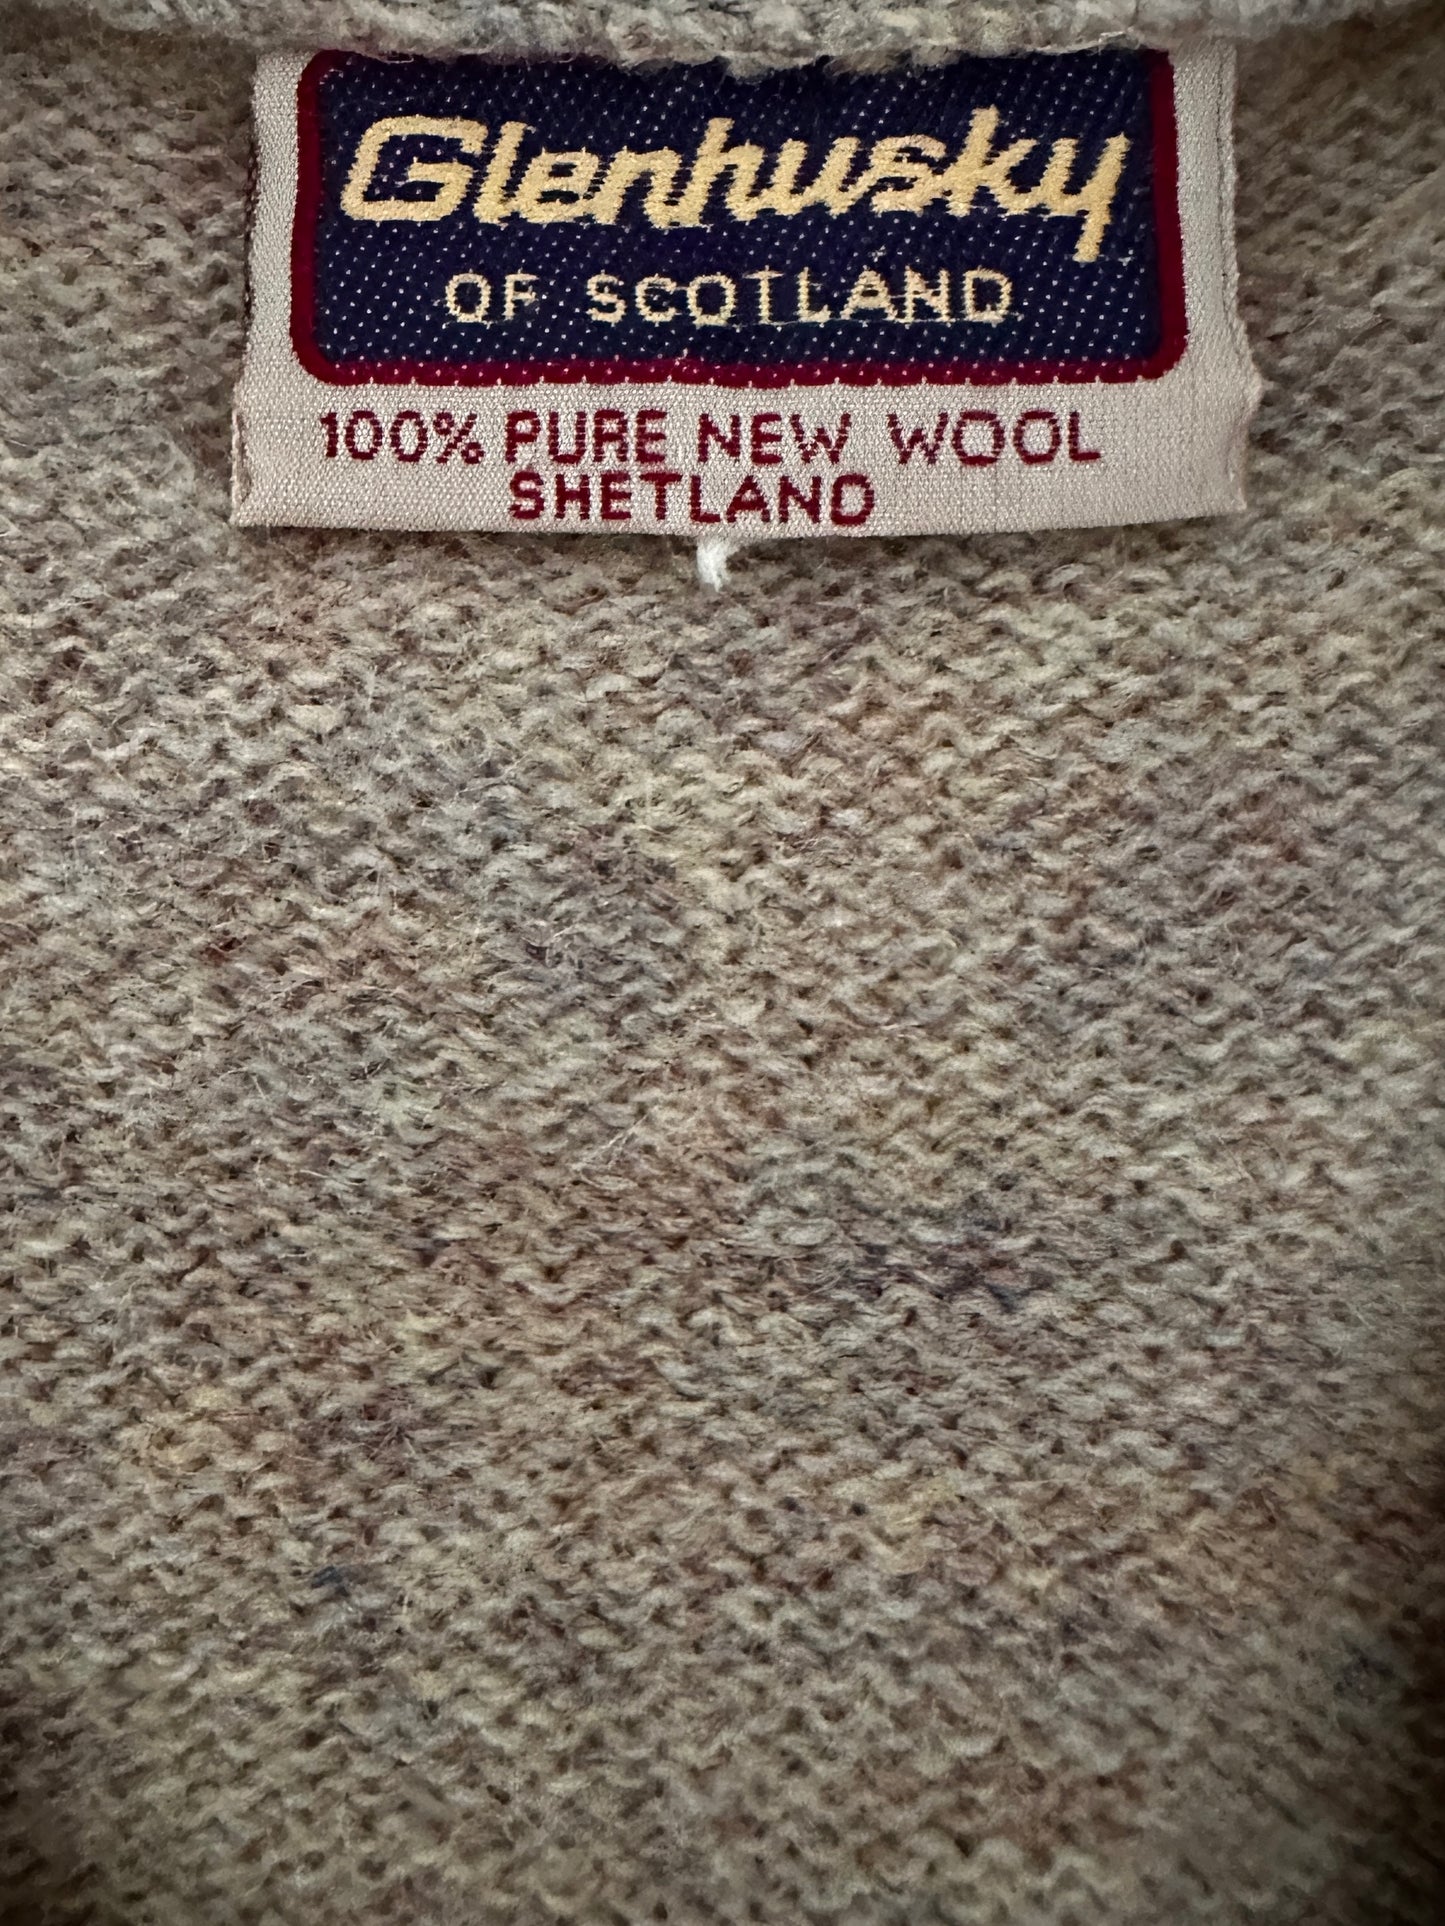 Glenhusky
OF SCOTLAND
100% PURE NEW WOOL
SHETLAND